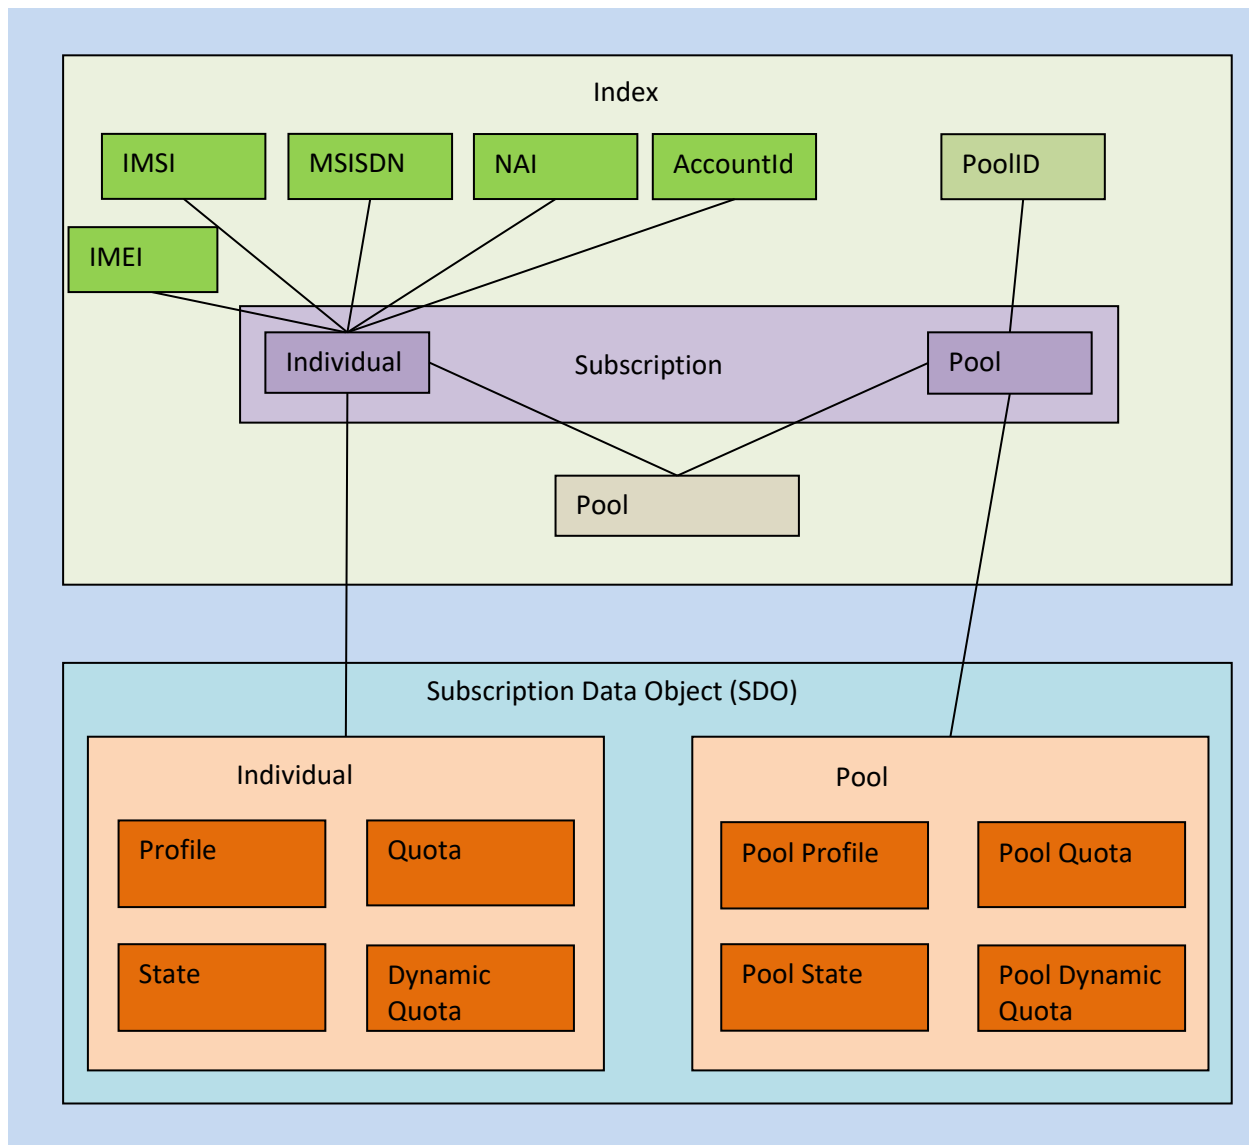 Index
IMSI
MSISDN
NAI
AccountId
PoolID
IMEI
Individual
Subscription
Pool
Pool
Subscription Data Object (SDO)
Individual
Pool
Profile
Quota
Pool Profile
Pool Quota
State
Dynamic
Quota
Pool State
Pool Dynamic
Quota